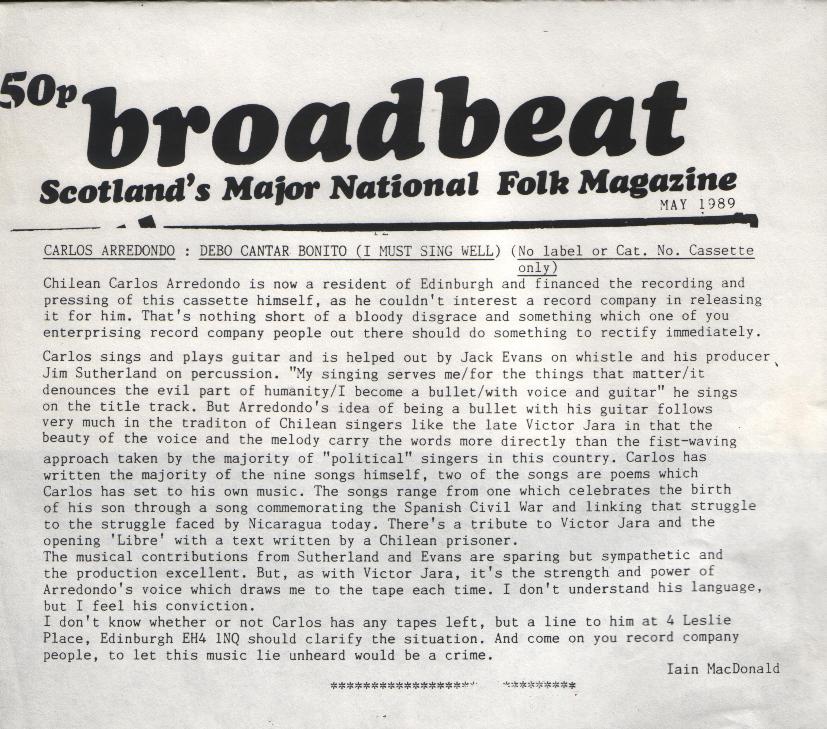 50p
broadbeat
Scotland's Major National Folk Magazine
MAY 1989
CARLOS ARREDONDO : DEBO CANTAR BONITO (I MUST SING WELL) (No label or Cat. No. Cassette
only)
Chilean Carlos Arredondo is now a resident of Edinburgh and financed the recording and
pressing of this cassette himself, as he couldn't interest a record company in releasing
it for him. That's nothing short of a bloody disgrace and something which one of you
enterprising record company people out there should do something to rectify immediately.
Carlos sings and plays guitar and is helped out by Jack Evans on whistle and his producer
Jim Sutherland on percussion. "My singing serves me/for the things that matter/it
denounces the evil part of humanity/I become a bullet/with voice and guitar" he sings
on the title track. But Arredondo's idea of being a bullet with his guitar follows
very much in the traditon of Chilean singers like the late Victor Jara in that the
beauty of the voice and the melody carry the words more directly than the fist-waving
approach taken by the majority of "political" singers in this country. Carlos has
written the majority of the nine songs himself, two of the songs are poems which
Carlos has set to his own music. The songs range from one which celebrates the birth
of his son through a song commemorating the Spanish Civil War and linking that struggle
to the struggle faced by Nicaragua today. There's a tribute to Victor Jara and the
opening 'Libre' with a text written by a Chilean prisoner.
The musical contributions from Sutherland and Evans are sparing but sympathetic and
the production excellent. But, as with Victor Jara, it's the strength and power of
Arredondo's voice which draws me to the tape each time. I don't understand his language,
but I feel his conviction.
I don't know whether or not Carlos has any tapes left, but a line to him at 4 Leslie
Place, Edinburgh EH4 1NQ should clarify the situation. And come on you record company
people, to let this music lie unheard would be a crime.
Iain MacDonald
****************** *********